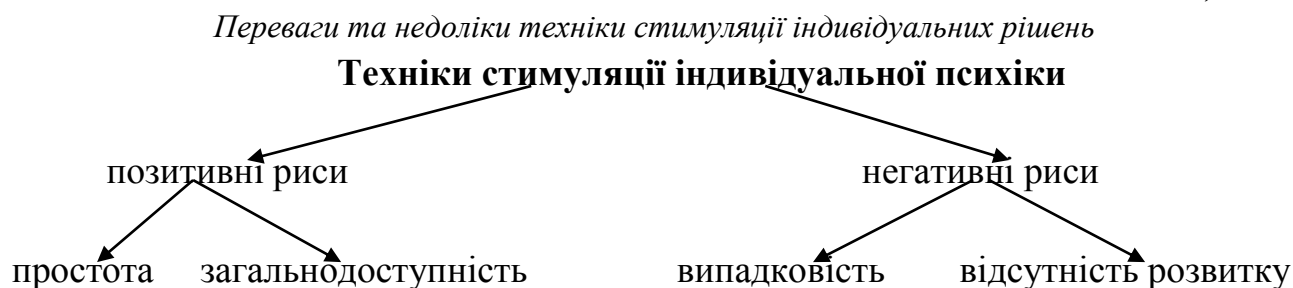 Переваги та недоліки техніки стимуляції індивідуальних рішень
Техніки стимуляції індивідуальної психіки
позитивні риси негативні риси
простота загальнодоступність випадковість відсутність розвитку